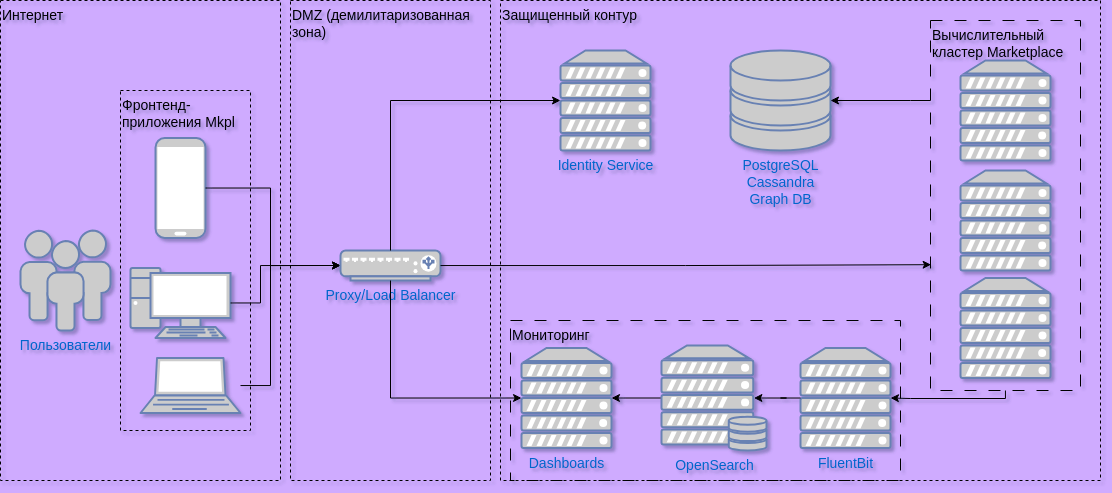 Интернет
DMZ (демилитаризованная
зона)
Защищенный контур
Вычислительный
кластер Marketplace
Фронтенд-
приложения Mkpl
Identity Service
PostgreSQL
Cassandra
Graph DB
Proxy/Load Balancer
Пользователи
Мониторинг
Dashboards
OpenSearch
FluentBit